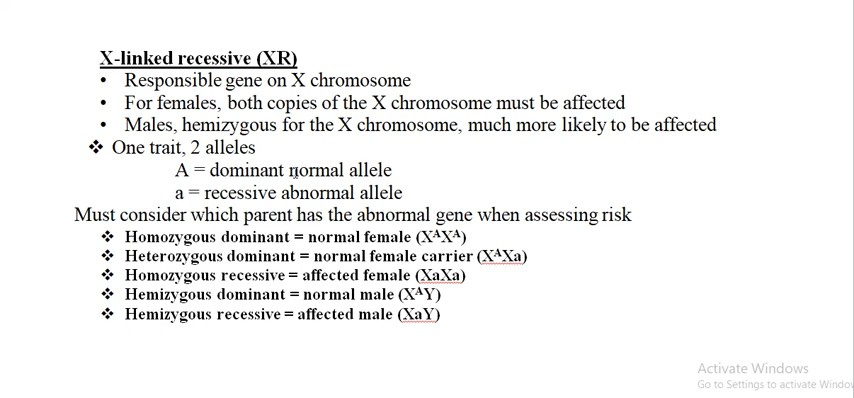 X-linked recessive (XR)
• Responsible gene on X chromosome
• For females, both copies of the X chromosome must be affected
• Males, hemizygous for the X chromosome, much more likely to be affected
❖ One trait, 2 alleles
A = dominant normal allele
a = recessive abnormal allele
Must consider which parent has the abnormal gene when assessing risk
❖ Homozygous dominant = normal female (XᴬXᴬ)
❖ Heterozygous dominant = normal female carrier (XᴬXa)
❖ Homozygous recessive = affected female (XaXa)
❖ Hemizygous dominant = normal male (XᴬY)
❖ Hemizygous recessive = affected male (XaY)
Activate Windows
Go to Settings to activate Window